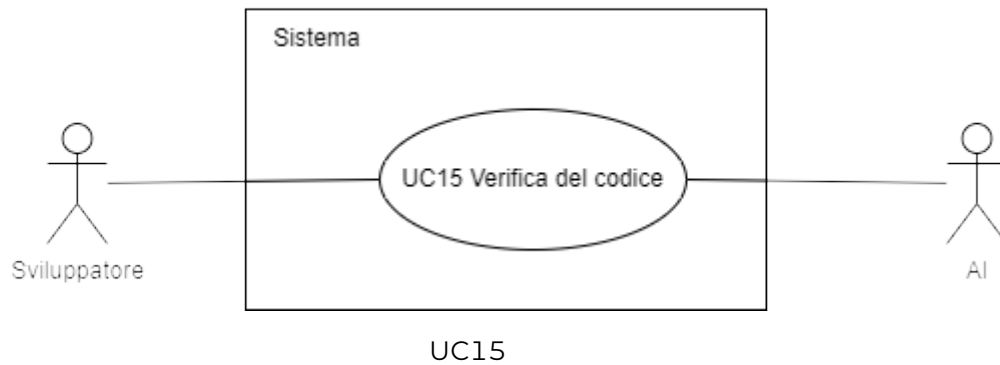 Sistema
UC15 Verifica del codice
Sviluppatore
AI
UC15